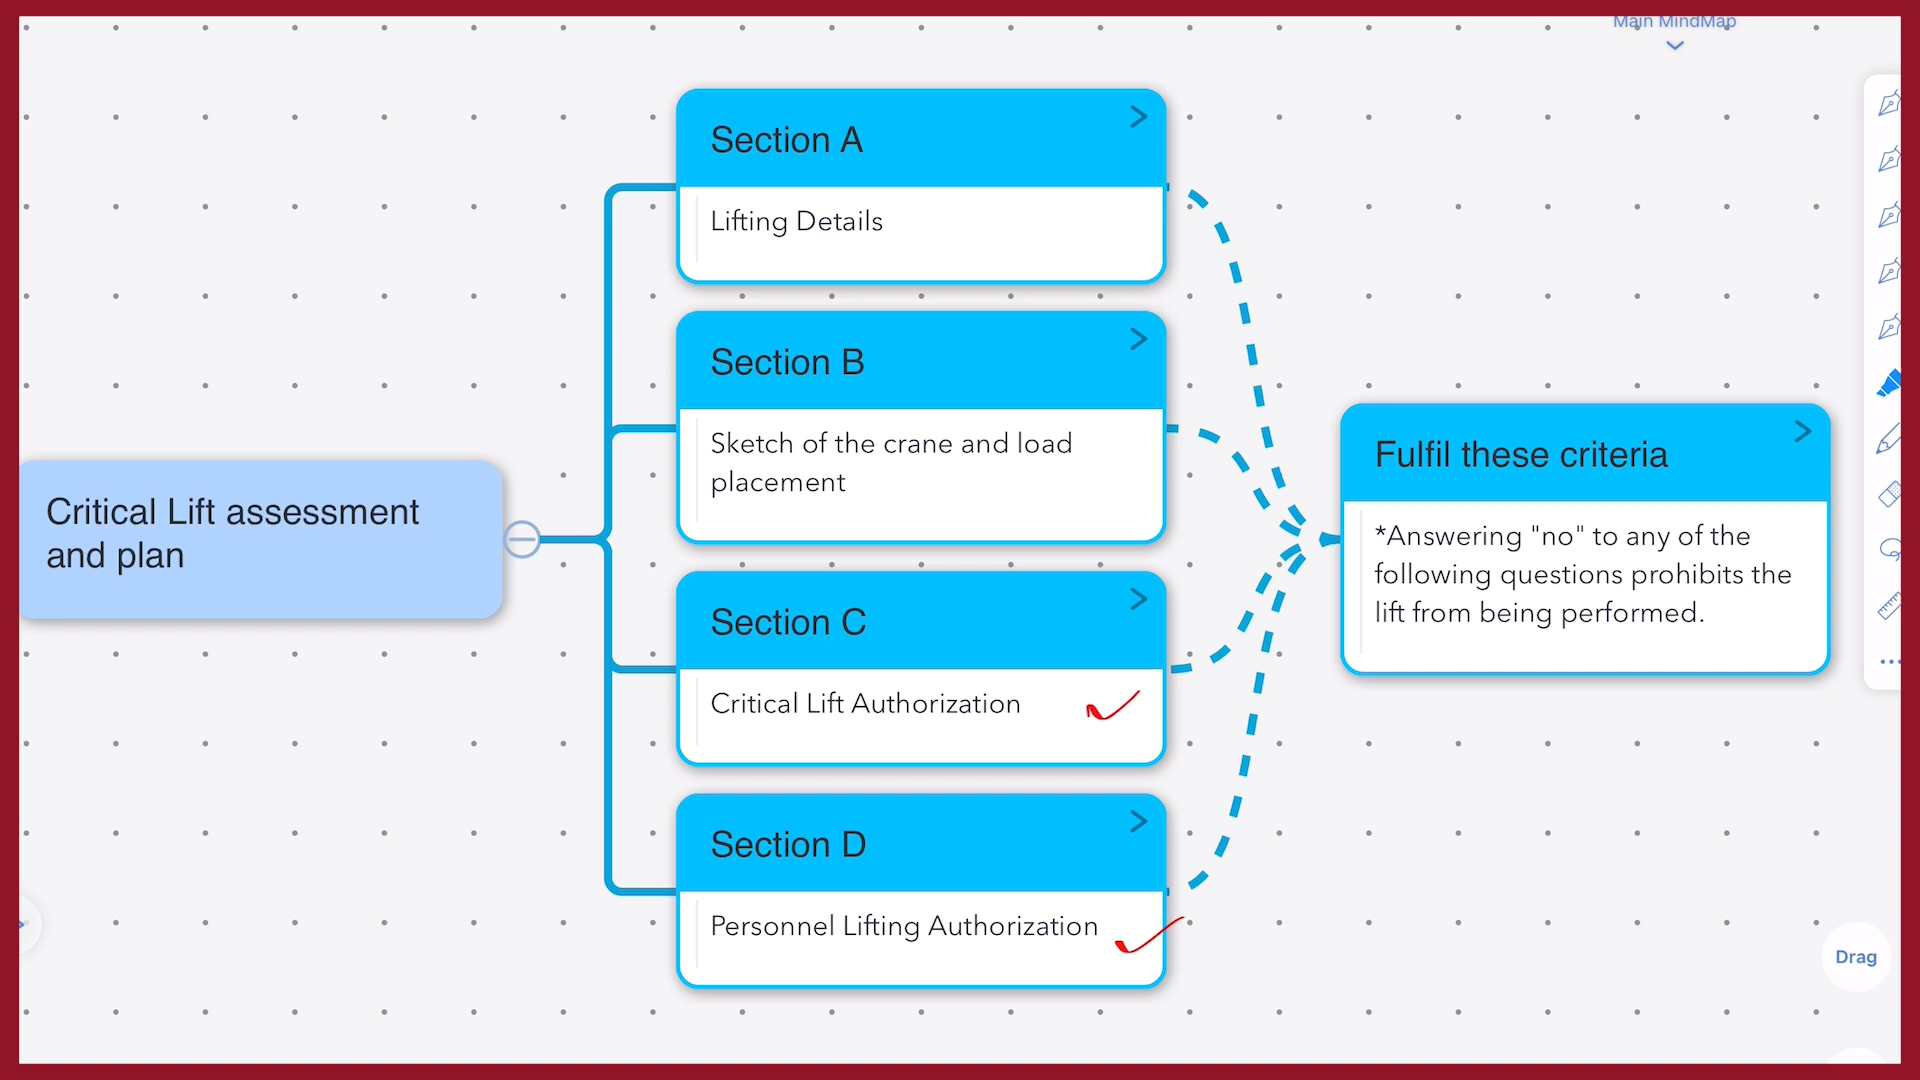 Main MindMap
Section A
Lifting Details
Section B
Sketch of the crane and load
placement
Critical Lift assessment
and plan
Section C
Critical Lift Authorization
Section D
Personnel Lifting Authorization
Fulfil these criteria
*Answering "no" to any of the
following questions prohibits the
lift from being performed.
Drag